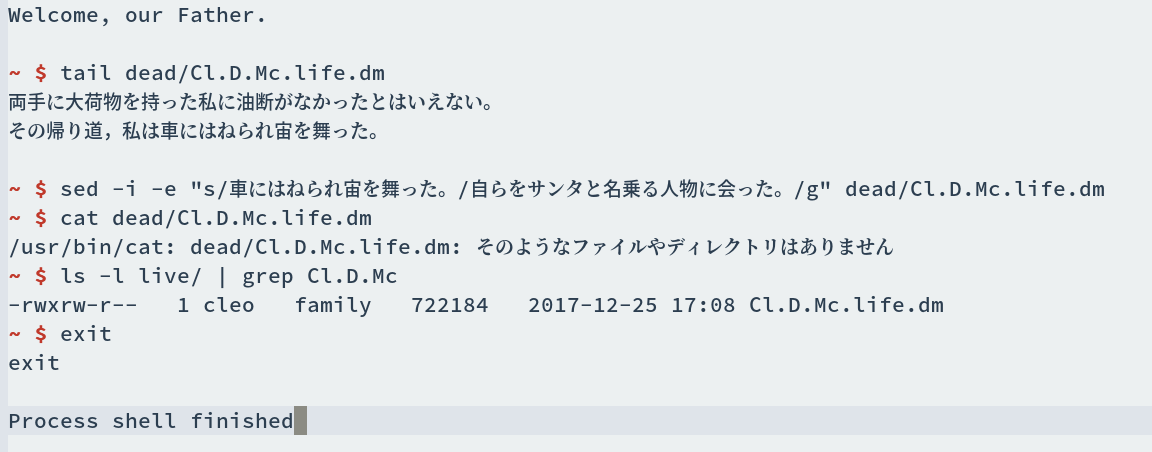 Welcome, our Father.
~ $ tail dead/Cl.D.Mc.life.dm
両手に大荷物を持った私に油断がなかったとはいえない。
その帰り道，私は車にはねられ宙を舞った。
~ $ sed -i -e "s/車にはねられ宙を舞った。/自らをサンタと名乗る人物に会った。/g" dead/Cl.D.Mc.life.dm
~ $ cat dead/Cl.D.Mc.life.dm
/usr/bin/cat: dead/Cl.D.Mc.life.dm: そのようなファイルやディレクトリはありません
~ $ ls -l live/ | grep Cl.D.Mc
-rwxrw-r--   1 cleo   family   722184   2017-12-25 17:08 Cl.D.Mc.life.dm
~ $ exit
exit
Process shell finished